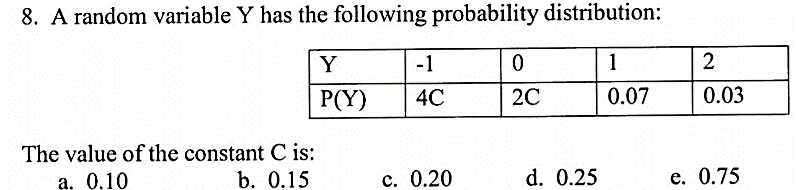 8. A random variable Y has the following probability distribution:
Y -1 0 1 2
P(Y) 4C 2C 0.07 0.03
The value of the constant C is:
a. 0.10 b. 0.15 c. 0.20 d. 0.25 e. 0.75